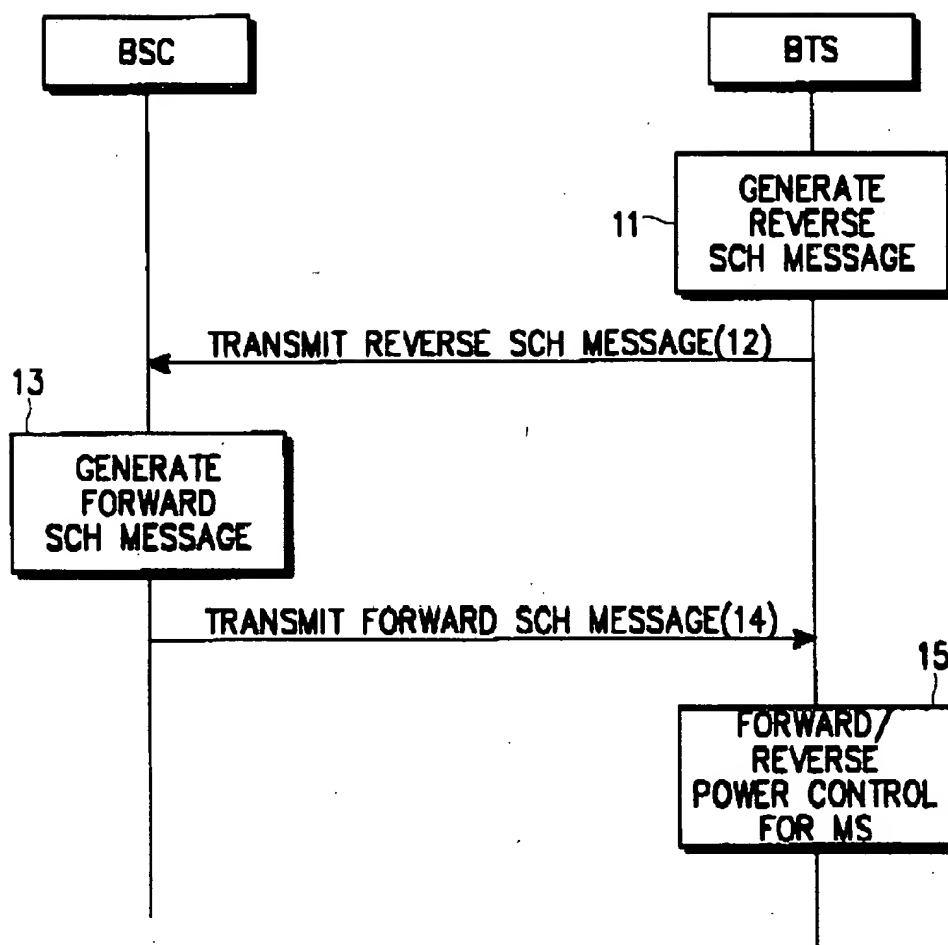 BSC
BTS
11
GENERATE
REVERSE
SCH MESSAGE
TRANSMIT REVERSE SCH MESSAGE(12)
13
GENERATE
FORWARD
SCH MESSAGE
TRANSMIT FORWARD SCH MESSAGE(14)
15
FORWARD/
REVERSE
POWER CONTROL
FOR MS